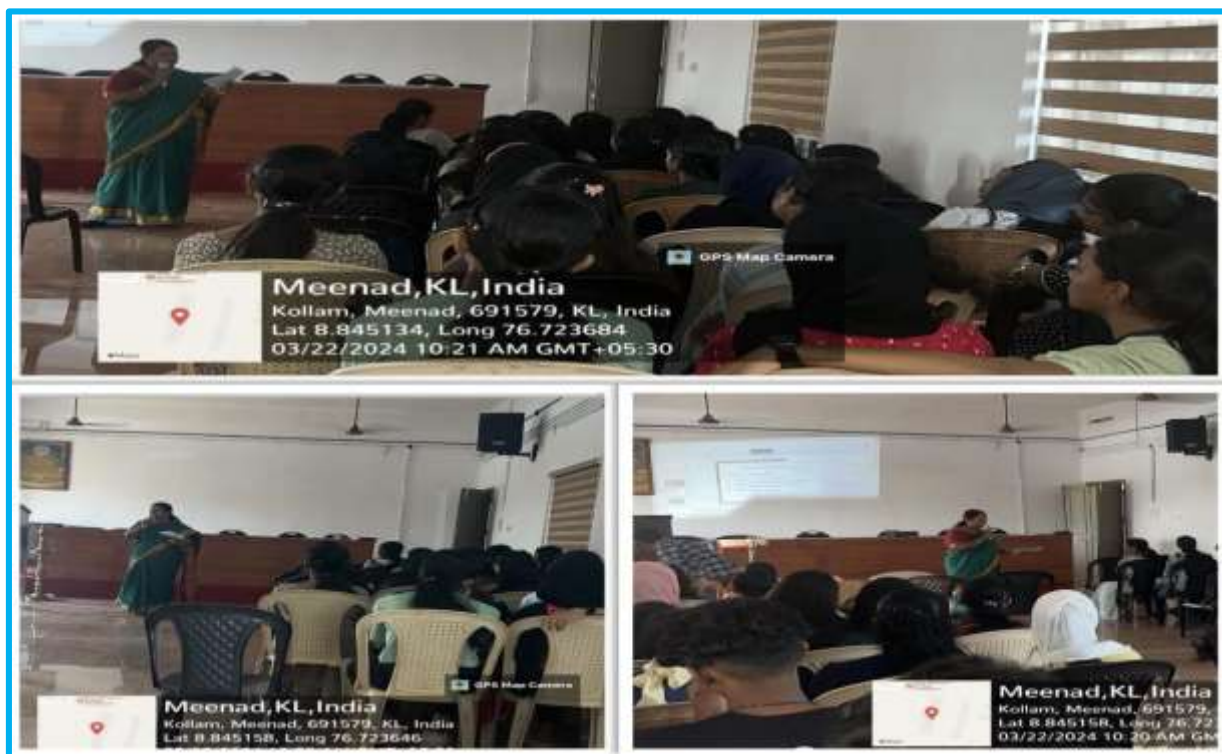 GPS Map Camera
Meenad,KL,India
Kollam, Meenad, 691579, KL, India
Lat 8.845134, Long 76.723684
03/22/2024 10:21 AM GMT+05:30
GPS Map Camera
Meenad,KL,India
Kollam, Meenad, 691579, KL, India
Lat 8.845158, Long 76.723646
Meenad,KL,India
Kollam, Meenad, 691579,
Lat 8.845158, Long 76.72
03/22/2024 10:20 AM GM